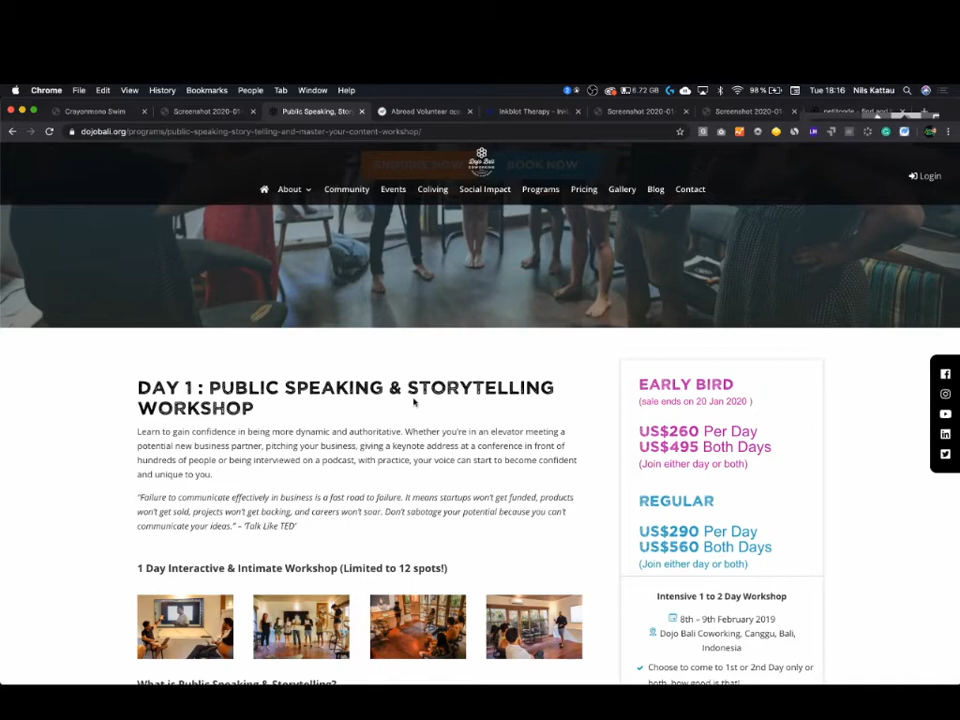 Chrome File Edit View History Bookmarks People Tab Window Help
6.72 GB 98% Tue 18:16 Nils Kattau
Crayonmono Swim
Screenshot 2020-01-
Public Speaking, Stor
Abroad Volunteer opp
Inkblot Therapy - Ink
Screenshot 2020-01-
Screenshot 2020-01-
dojobali.org/programs/public-speaking-story-telling-and-master-your-content-workshop/
BOOK NOW
Login
About Community Events Coliving Social Impact Programs Pricing Gallery Blog Contact
DAY 1 : PUBLIC SPEAKING & STORYTELLING
WORKSHOP
Learn to gain confidence in being more dynamic and authoritative. Whether you're in an elevator meeting a
potential new business partner, pitching your business, giving a keynote address at a conference in front of
hundreds of people or being interviewed on a podcast, with practice, your voice can start to become confident
and unique to you.
"Failure to communicate effectively in business is a fast road to failure. It means startups won't get funded, products
won't get sold, projects won't get backing, and careers won't soar. Don't sabotage your potential because you can't
communicate your ideas." – 'Talk Like TED'
1 Day Interactive & Intimate Workshop (Limited to 12 spots!)
What is Public Speaking & Storytelling?
EARLY BIRD
(sale ends on 20 Jan 2020 )
US$260 Per Day
US$495 Both Days
(Join either day or both)
REGULAR
US$290 Per Day
US$560 Both Days
(Join either day or both)
Intensive 1 to 2 Day Workshop
8th – 9th February 2019
Dojo Bali Coworking, Canggu, Bali,
Indonesia
Choose to come to 1st or 2nd Day only or
both, how good is that!